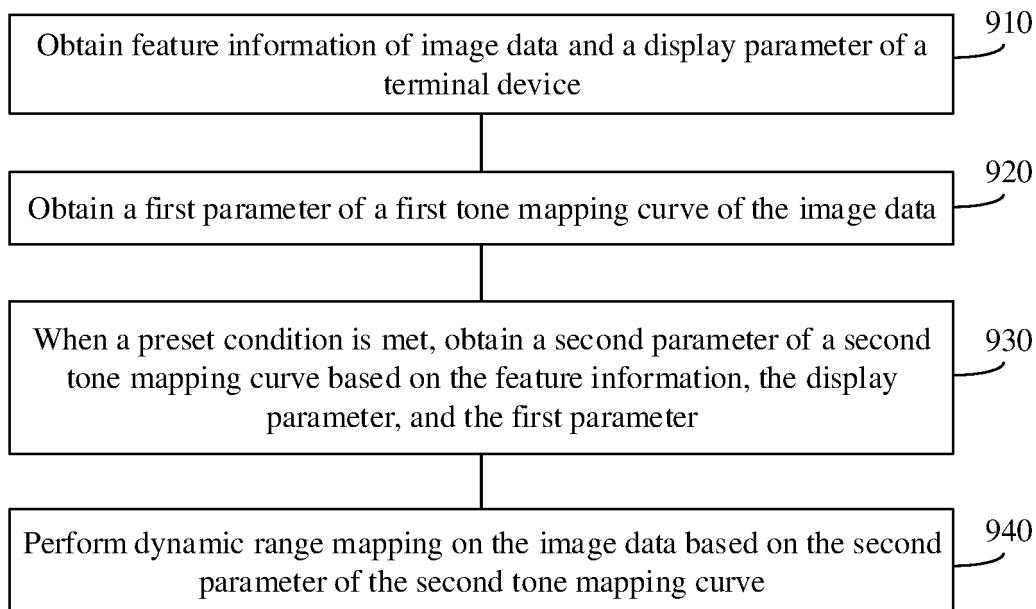 910
Obtain feature information of image data and a display parameter of a
terminal device
920
Obtain a first parameter of a first tone mapping curve of the image data
930
When a preset condition is met, obtain a second parameter of a second
tone mapping curve based on the feature information, the display
parameter, and the first parameter
940
Perform dynamic range mapping on the image data based on the second
parameter of the second tone mapping curve